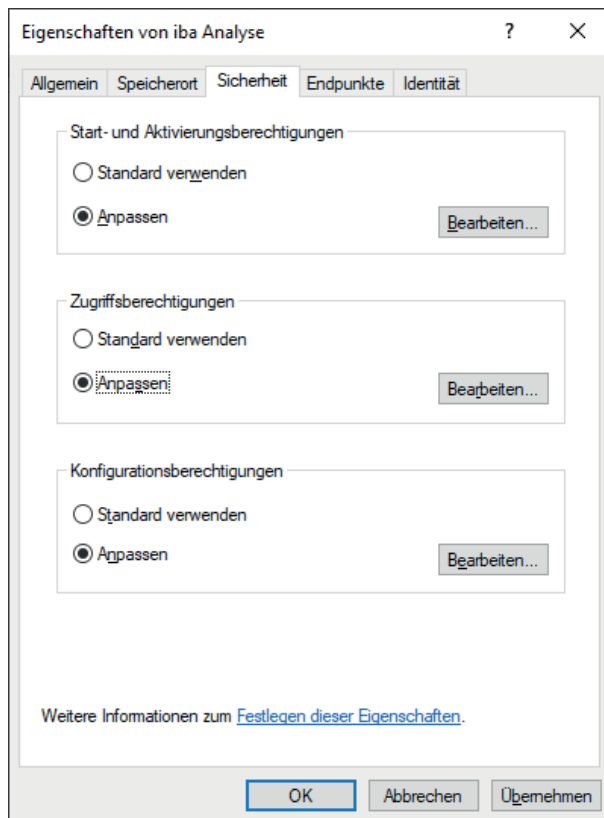 Eigenschaften von iba Analyse ?
Allgemein Speicherort Sicherheit Endpunkte Identität
Start- und Aktivierungsberechtigungen
Standard verwenden
Anpassen Bearbeiten...
Zugriffsberechtigungen
Standard verwenden
Anpassen Bearbeiten...
Konfigurationsberechtigungen
Standard verwenden
Anpassen Bearbeiten...
Weitere Informationen zum Festlegen dieser Eigenschaften.
OK Abbrechen Übernehmen